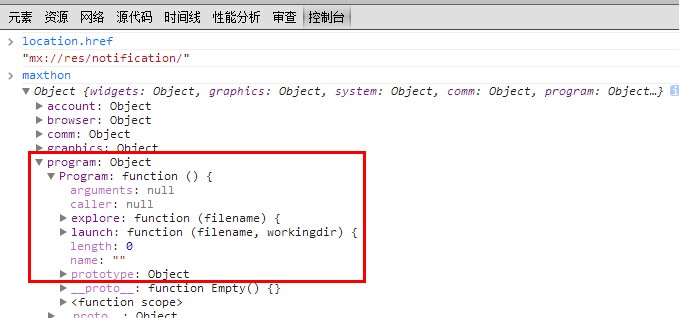 元素 资源 网络 源代码 时间线 性能分析 审查 控制台
> location.href
"mx://res/notification/"
> maxthon
▼Object {widgets: Object, graphics: Object, system: Object, comm: Object, program: Object…} i
▶account: Object
▶browser: Object
▶comm: Object
▶graphics: Object
▼program: Object
▼Program: function () {
arguments: null
caller: null
▶explore: function (filename) {
▶launch: function (filename, workingdir) {
length: 0
name: ""
▶prototype: Object
▶__proto__: function Empty() {}
▶<function scope>
▶__proto__: Object